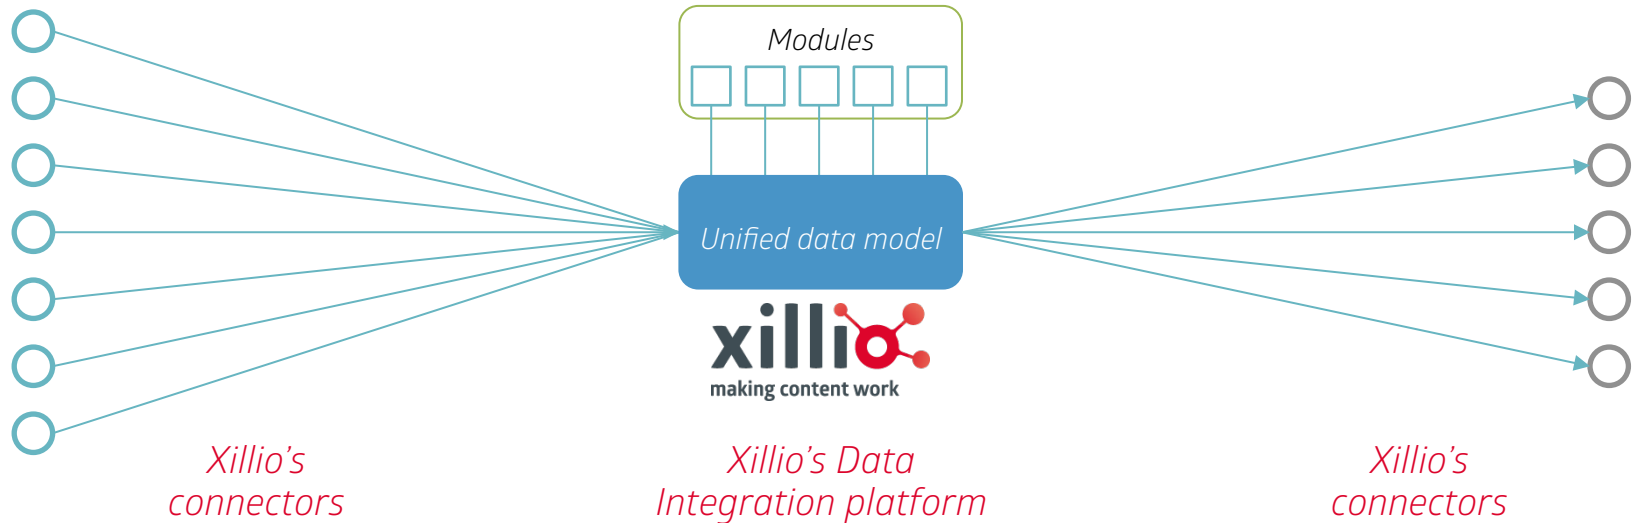 Modules
Unified data model
xillio
making content work
Xillio’s
connectors
Xillio’s Data
Integration platform
Xillio’s
connectors